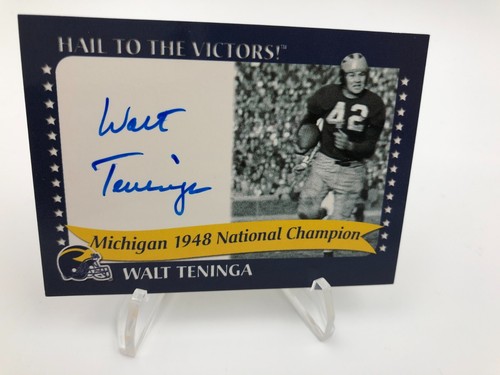 HAIL TO THE VICTORS!™
42
Walt
Teninga
Michigan 1948 National Champion
WALT TENINGA